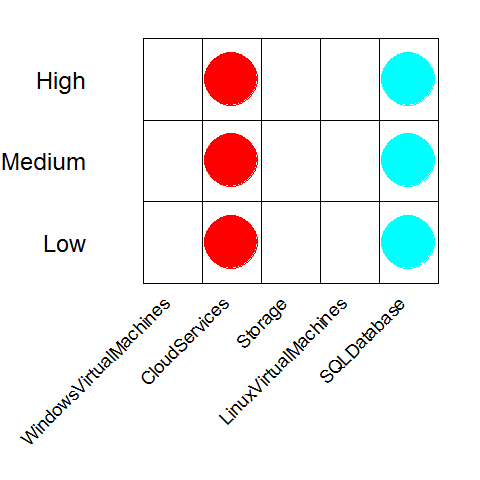 High
Medium
Low
WindowsVirtualMachines
CloudServices
Storage
LinuxVirtualMachines
SQLDatabase